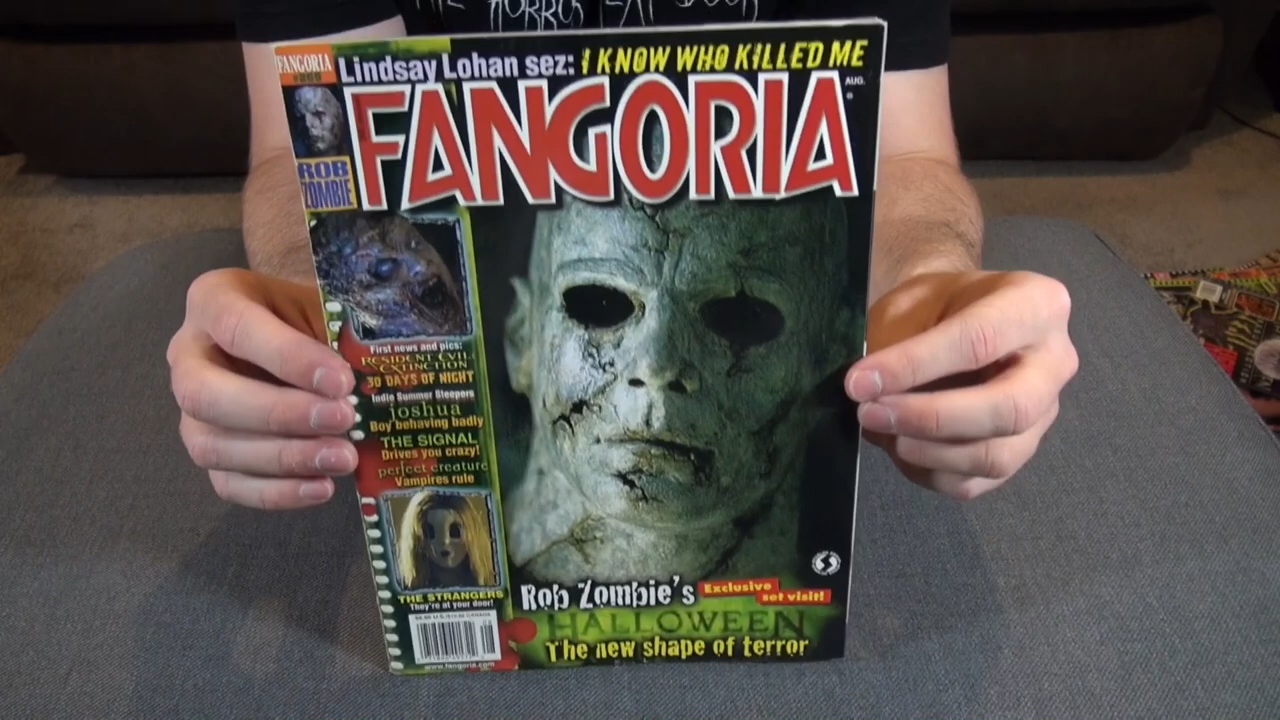 THE HORROR
FANGORIA
Lindsay Lohan sez: I KNOW WHO KILLED ME
FANGORIA
AUG.
ROB
ZOMBIE
First news and pics:
RESIDENT EVIL:
EXTINCTION
30 DAYS OF NIGHT
Indie Summer Sleepers
joshua
Boy behaving badly
THE SIGNAL
Drives you crazy!
perfect creature
Vampires rule
THE STRANGERS
They're at your door!
Rob Zombie's
Exclusive
set visit!
HALLOWEEN
The new shape of terror
www.fangoria.com